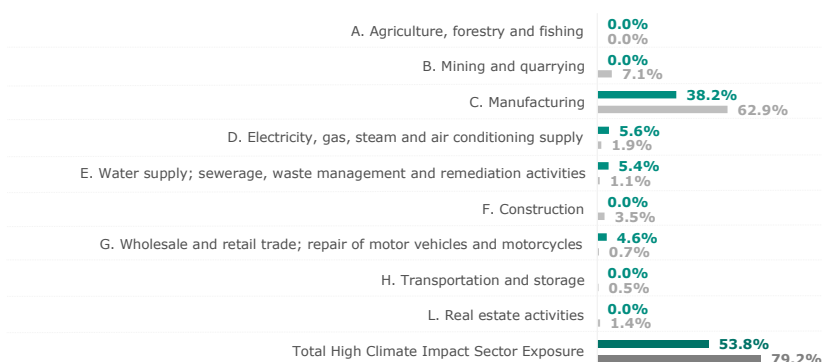 A. Agriculture, forestry and fishing
0.0%
0.0%
B. Mining and quarrying
0.0%
7.1%
C. Manufacturing
38.2%
62.9%
D. Electricity, gas, steam and air conditioning supply
5.6%
1.9%
E. Water supply; sewerage, waste management and remediation activities
5.4%
1.1%
F. Construction
0.0%
3.5%
G. Wholesale and retail trade; repair of motor vehicles and motorcycles
4.6%
0.7%
H. Transportation and storage
0.0%
0.5%
L. Real estate activities
0.0%
1.4%
Total High Climate Impact Sector Exposure
53.8%
79.2%